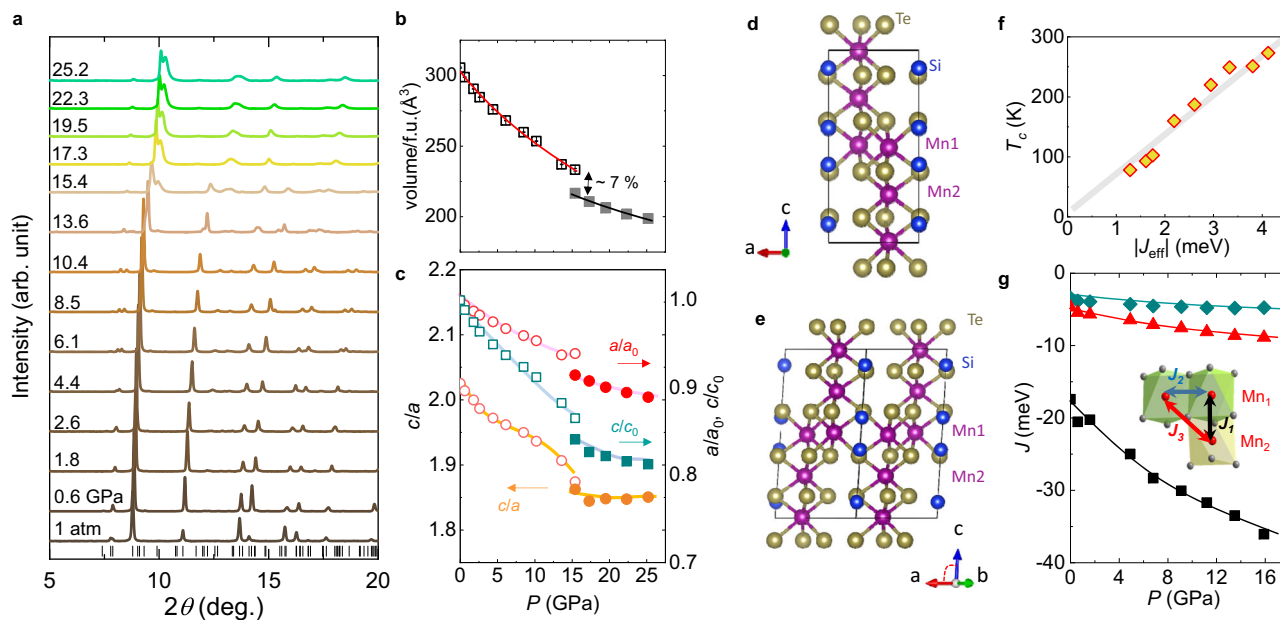 a
25.2
22.3
19.5
17.3
15.4
13.6
10.4
8.5
6.1
4.4
2.6
1.8
0.6 GPa
1 atm
Intensity (arb. unit)
5 10 15 20
2θ (deg.)
b
300
250
200
volume/f.u.(Å³)
~ 7 %
c
2.2
2.1
2.0
1.9
1.8
c/a
a/a₀
c/c₀
c/a
1.0
0.9
0.8
0.7
a/a₀, c/c₀
0 5 10 15 20 25
P (GPa)
d
Te
Si
Mn1
Mn2
c
a
e
Te
Si
Mn1
Mn2
c
a b
f
300
200
100
0
T_c (K)
0 1 2 3 4
|J_eff| (meV)
g
0
-10
-20
-30
-40
J (meV)
J₂
Mn₁
J₁
J₃
Mn₂
0 4 8 12 16
P (GPa)